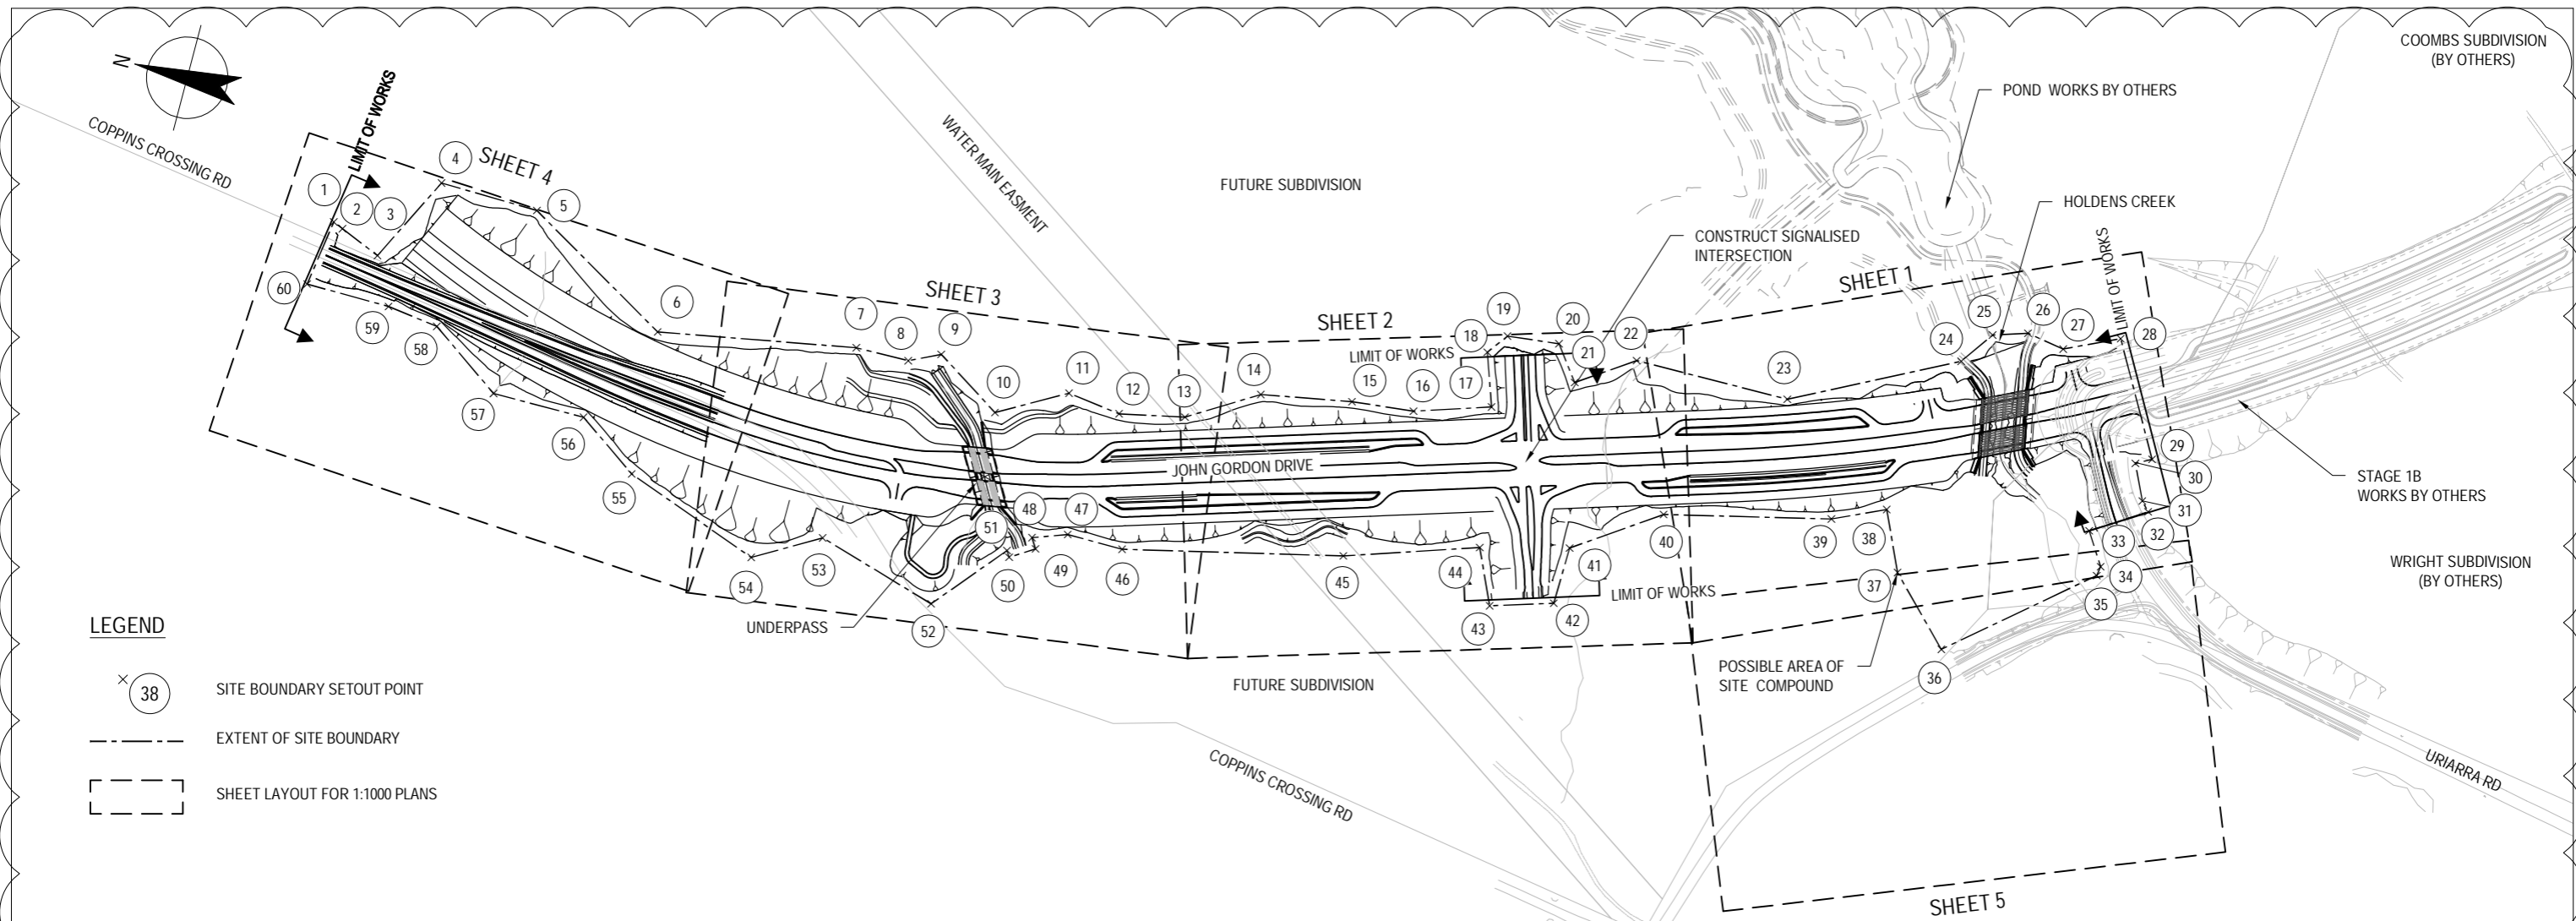 N
COPPINS CROSSING RD
LIMIT OF WORKS
SHEET 4
1
2
3
4
5
6
60
59
58
57
56
55
54
53
52
WATER MAIN EASMENT
FUTURE SUBDIVISION
SHEET 3
7
8
9
10
11
12
13
14
15
16
17
18
19
20
21
22
SHEET 2
LIMIT OF WORKS
CONSTRUCT SIGNALISED
INTERSECTION
POND WORKS BY OTHERS
HOLDENS CREEK
SHEET 1
LIMIT OF WORKS
COOMBS SUBDIVISION
(BY OTHERS)
23
24
25
26
27
28
29
30
31
32
33
34
35
36
37
38
39
40
41
42
43
44
45
46
47
48
49
50
51
JOHN GORDON DRIVE
UNDERPASS
LIMIT OF WORKS
STAGE 1B
WORKS BY OTHERS
WRIGHT SUBDIVISION
(BY OTHERS)
POSSIBLE AREA OF
SITE COMPOUND
FUTURE SUBDIVISION
COPPINS CROSSING RD
URIARRA RD
SHEET 5
LEGEND
38
SITE BOUNDARY SETOUT POINT
EXTENT OF SITE BOUNDARY
SHEET LAYOUT FOR 1:1000 PLANS